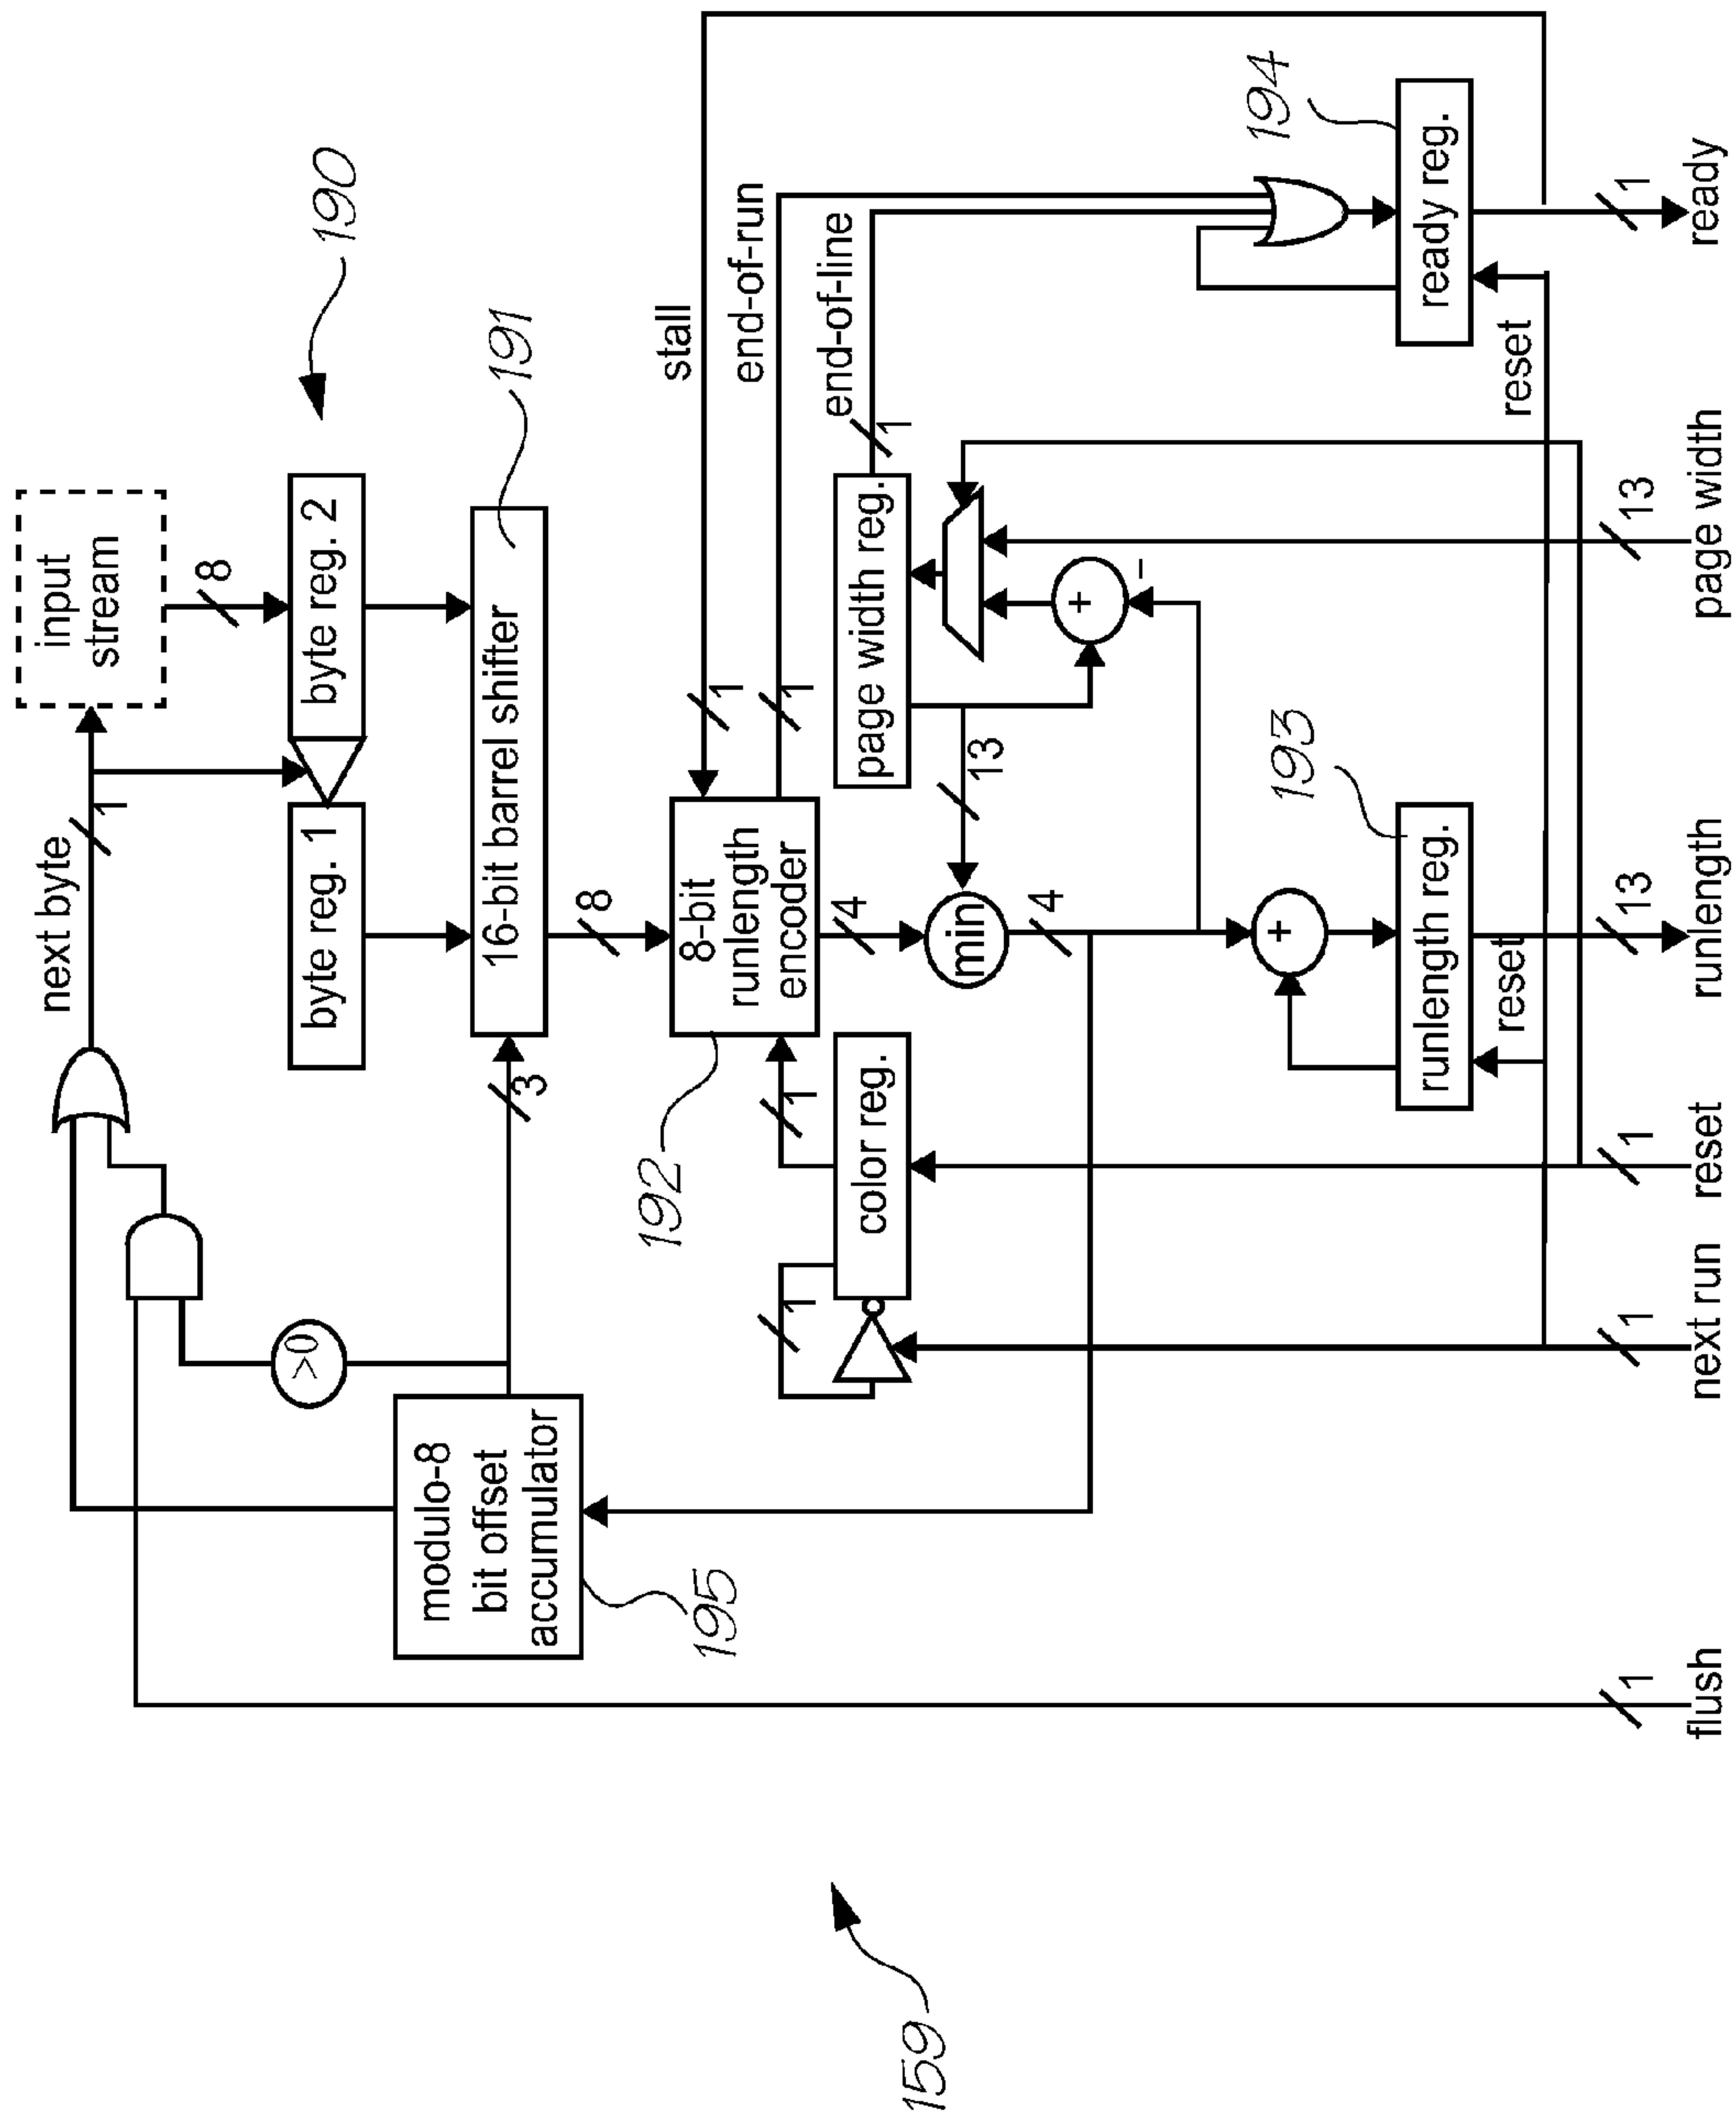 190
input
stream
next byte
1
8
byte reg. 1
byte reg. 2
191
16-bit barrel shifter
>0
3
8
modulo-8
bit offset
accumulator
195
192
8-bit
runlength
encoder
stall
1
end-of-run
1
end-of-line
1
1
color reg.
1
4
min
4
13
page width reg.
+
−
+
193
runlength reg.
reset
194
ready reg.
reset
1
flush
1
next run
1
reset
13
runlength
13
page width
1
ready
159